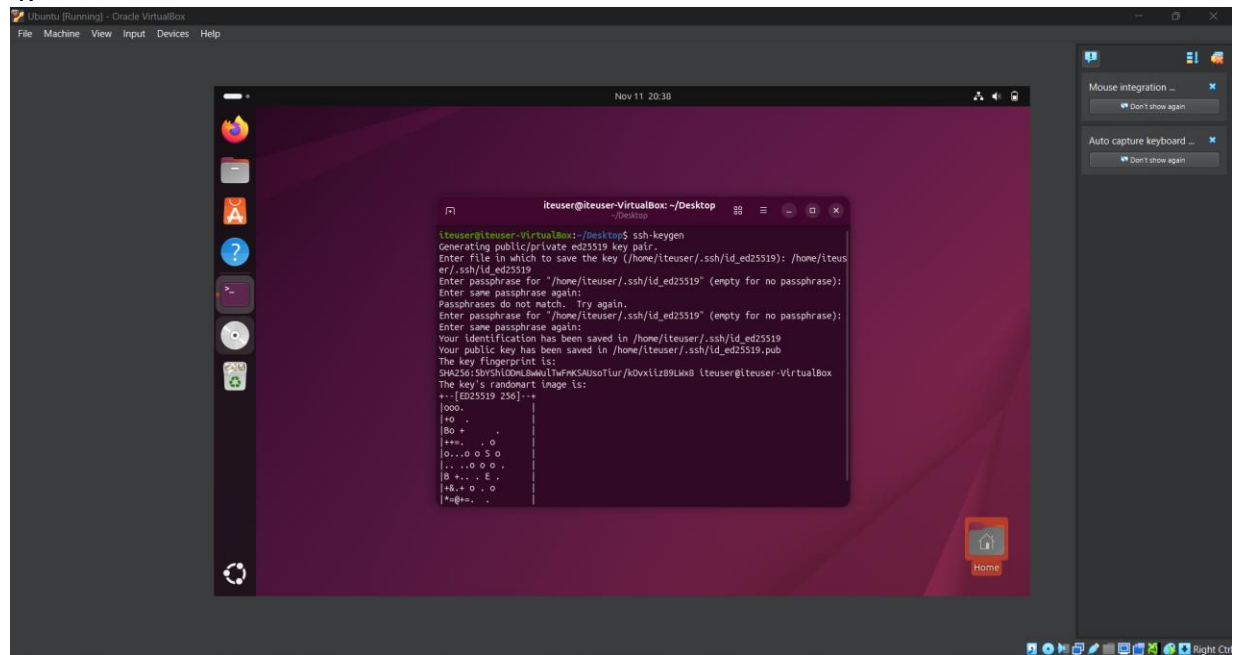 Ubuntu [Running] - Oracle VirtualBox
File Machine View Input Devices Help
Nov 11 20:38
Mouse integration ...
Don't show again
Auto capture keyboard ...
Don't show again
iteuser@iteuser-VirtualBox: ~/Desktop
~/Desktop
iteuser@iteuser-VirtualBox:~/Desktop$ ssh-keygen
Generating public/private ed25519 key pair.
Enter file in which to save the key (/home/iteuser/.ssh/id_ed25519): /home/iteus
er/.ssh/id_ed25519
Enter passphrase for "/home/iteuser/.ssh/id_ed25519" (empty for no passphrase):
Enter same passphrase again:
Passphrases do not match.  Try again.
Enter passphrase for "/home/iteuser/.ssh/id_ed25519" (empty for no passphrase):
Enter same passphrase again:
Your identification has been saved in /home/iteuser/.ssh/id_ed25519
Your public key has been saved in /home/iteuser/.ssh/id_ed25519.pub
The key fingerprint is:
iteuser@iteuser-VirtualBox
The key's randomart image is:
+--[ED25519 256]--+
|ooo.             |
|+o  .            |
|Bo +      .      |
|++=.   . o       |
|o...o o S o      |
|.. ..o o o .     |
|B +.. . E .      |
|+&.+ o . o       |
|*=@+=.  .        |
Home
Right Ctrl